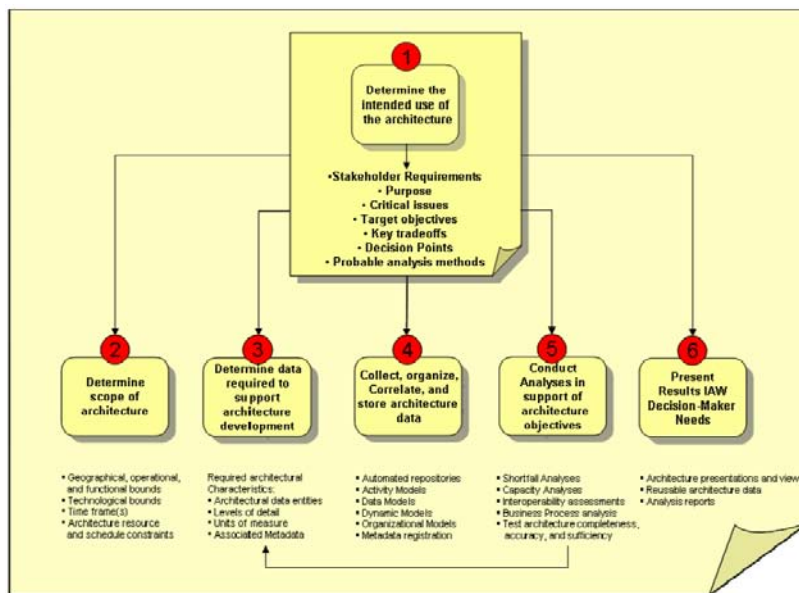 1
Determine the
intended use of
the architecture
•Stakeholder Requirements
•Purpose
•Critical issues
•Target objectives
•Key tradeoffs
•Decision Points
•Probable analysis methods
2
Determine
scope of
architecture
• Geographical, operational,
and functional bounds
• Technological bounds
• Time frame(s)
• Architecture resource
and schedule constraints
3
Determine data
required to
support
architecture
development
Required architectural
Characteristics:
• Architectural data entities
• Levels of detail
• Units of measure
• Associated Metadata
4
Collect, organize,
Correlate, and
store architecture
data
• Automated repositories
• Activity Models
• Data Models
• Dynamic Models
• Organizational Models
• Metadata registration
5
Conduct
Analyses in
support of
architecture
objectives
• Shortfall Analyses
• Capacity Analyses
• Interoperability assessments
• Business Process analysis
• Test architecture completeness,
accuracy, and sufficiency
6
Present
Results IAW
Decision-Maker
Needs
• Architecture presentations and view
• Reusable architecture data
• Analysis reports